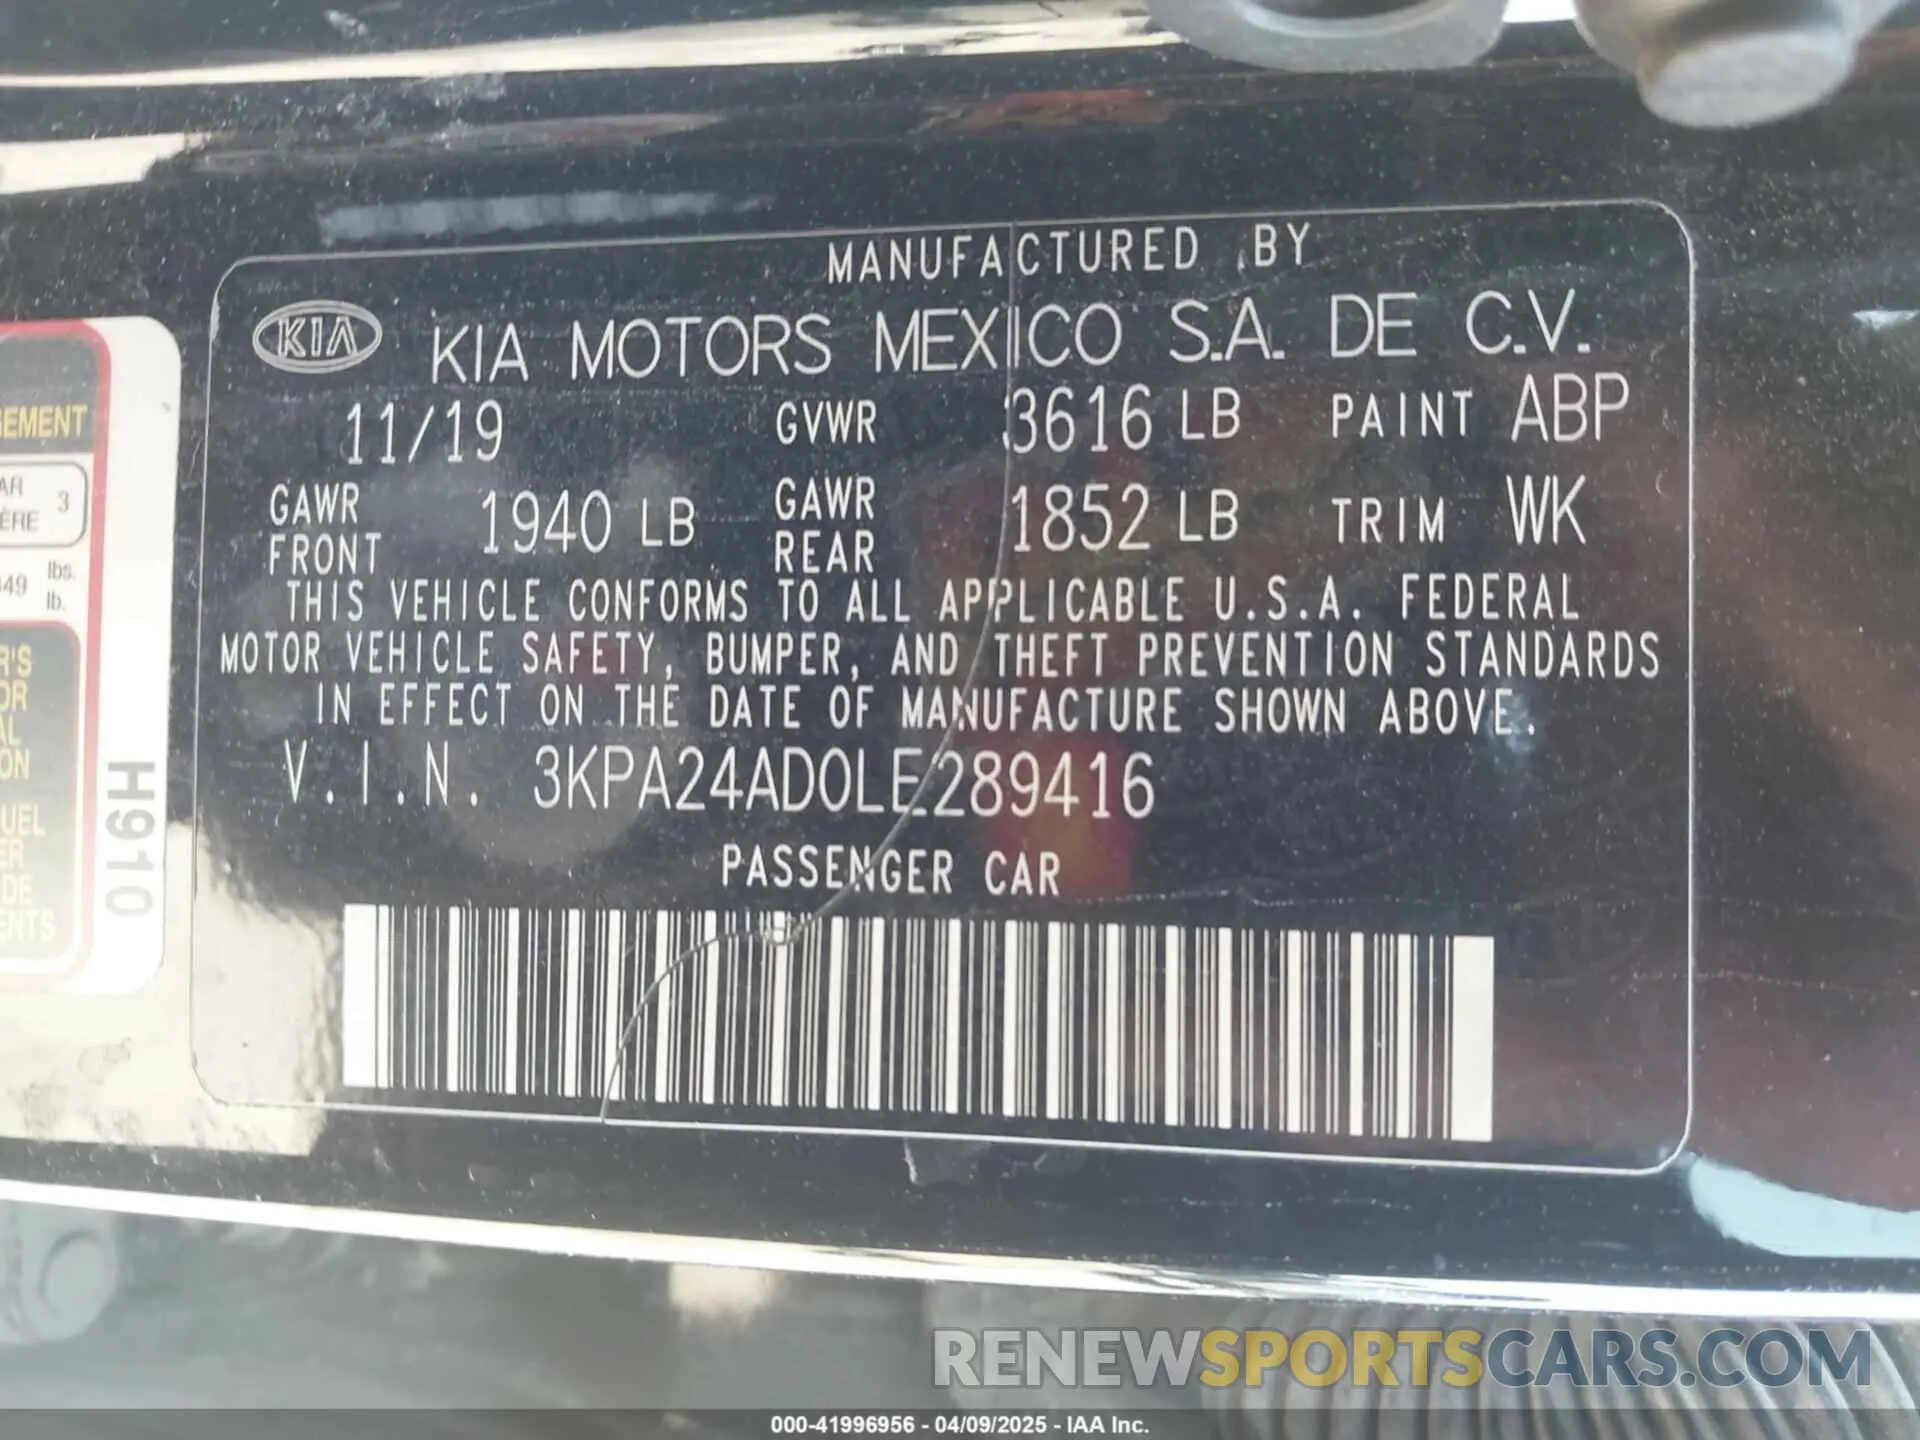 MANUFACTURED BY
KIA KIA MOTORS MEXICO S.A. DE C.V.
11/19 GVWR 3616 LB PAINT ABP
GAWR FRONT 1940 LB GAWR REAR 1852 LB TRIM WK
THIS VEHICLE CONFORMS TO ALL APPLICABLE U.S.A. FEDERAL
MOTOR VEHICLE SAFETY, BUMPER, AND THEFT PREVENTION STANDARDS
IN EFFECT ON THE DATE OF MANUFACTURE SHOWN ABOVE.
V.I.N. 3KPA24AD0LE289416
PASSENGER CAR
H910
3
lbs.
lb.
RENEWSPORTSCARS.COM
000-41996956 - 04/09/2025 - IAA Inc.